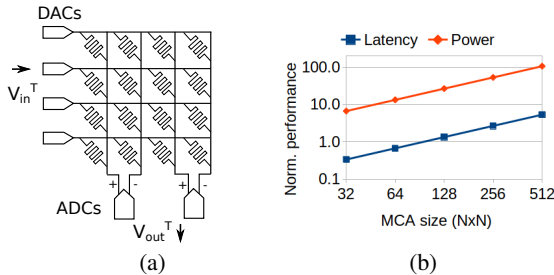 DACs
V_in^T
+ - + -
ADCs
V_out^T
(a)
Latency Power
Norm. performance
100.0
10.0
1.0
0.1
32 64 128 256 512
MCA size (NxN)
(b)